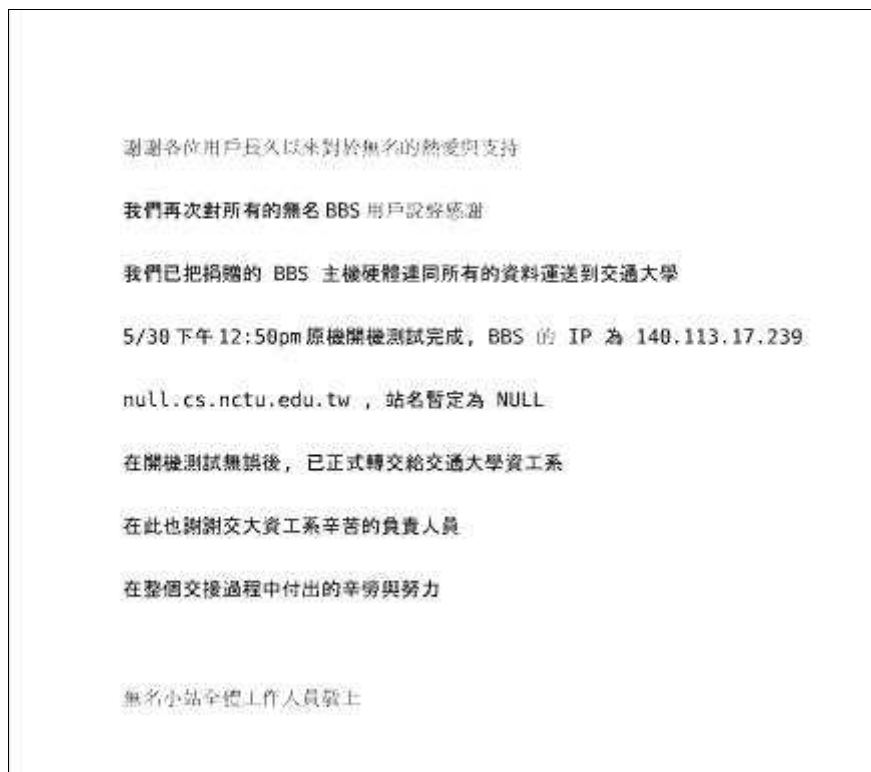 謝謝各位用戶長久以來對於無名的熱愛與支持
我們再次對所有的無名 BBS 用戶說聲感謝
我們已把捐贈的 BBS 主機硬體連同所有的資料運送到交通大學
5/30 下午 12:50pm 原機開機測試完成, BBS 的 IP 為 140.113.17.239
null.cs.nctu.edu.tw , 站名暫定為 NULL
在開機測試無誤後, 已正式轉交給交通大學資工系
在此也謝謝交大資工系辛苦的負責人員
在整個交接過程中付出的辛勞與努力
無名小站全體工作人員敬上